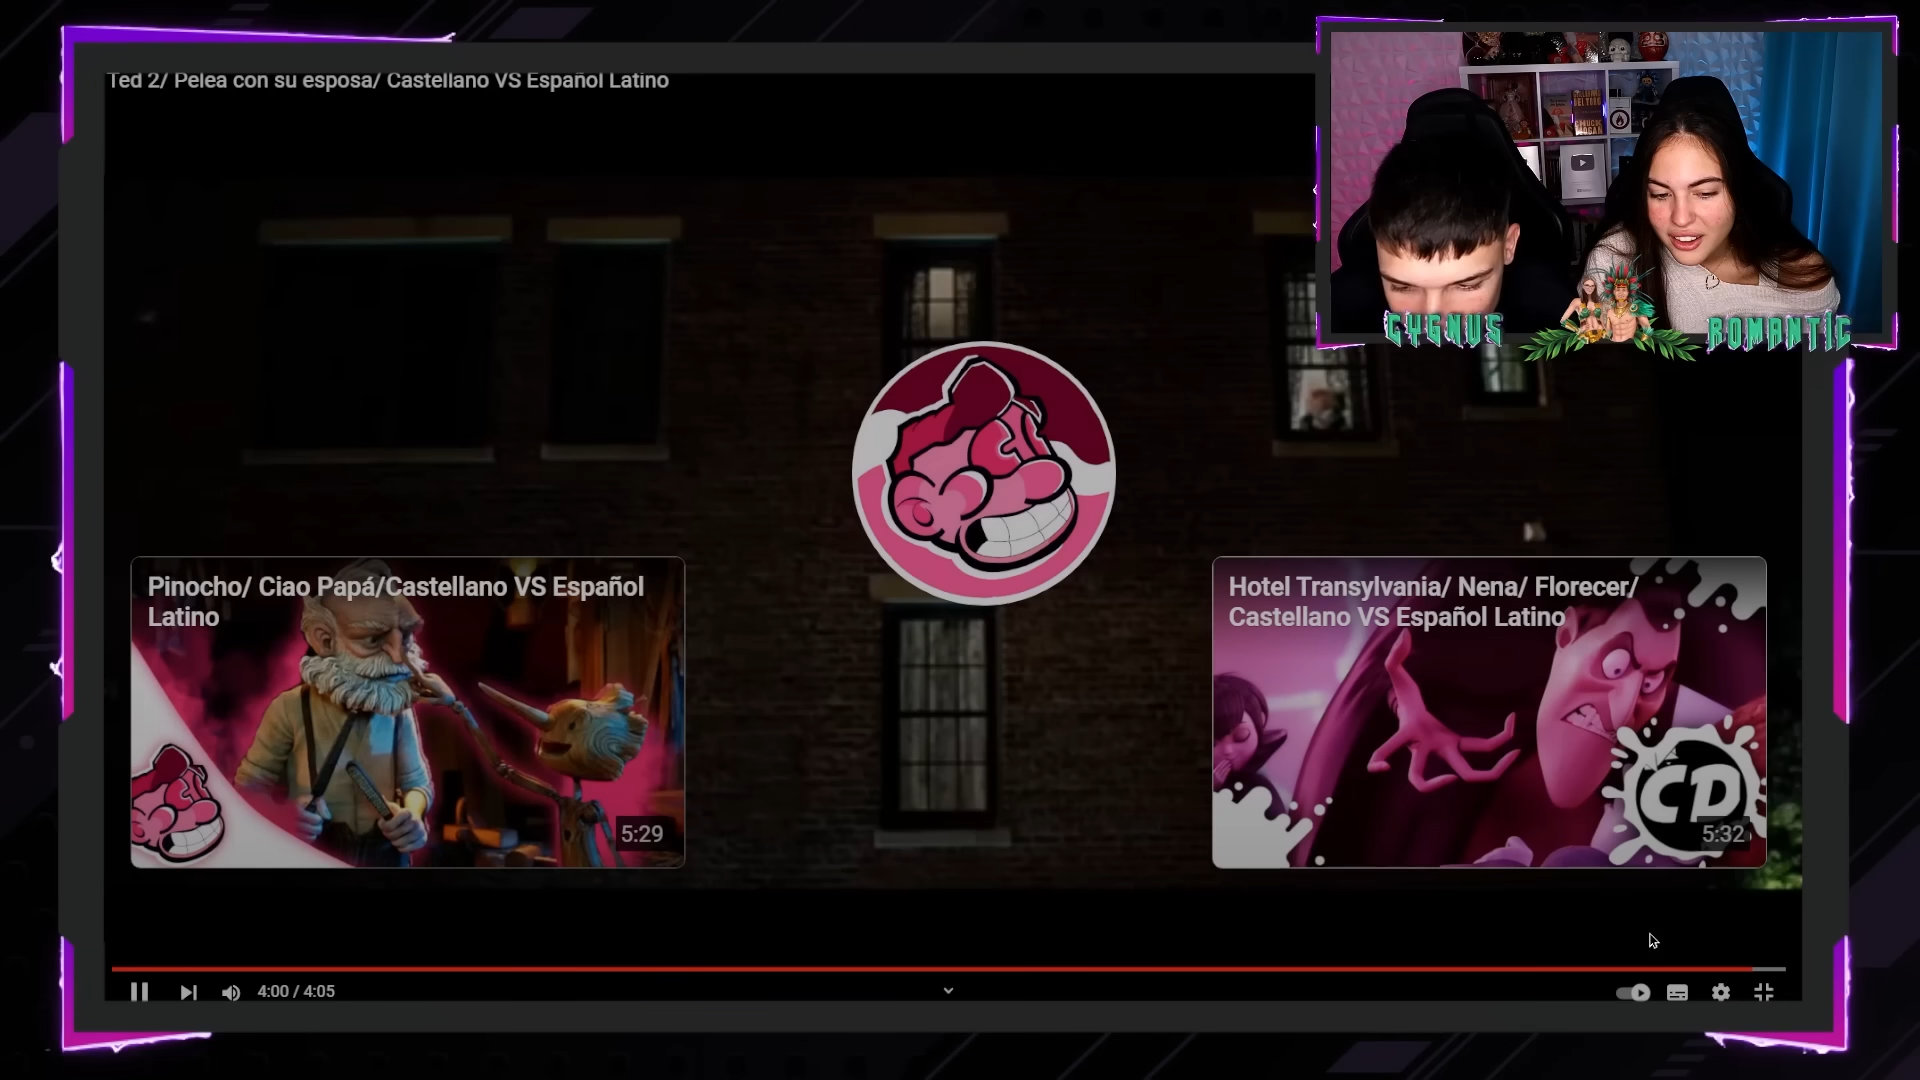 Ted 2/ Pelea con su esposa/ Castellano VS Español Latino
CYGNUS
ROMANTIC
Pinocho/ Ciao Papá/Castellano VS Español
Latino
5:29
Hotel Transylvania/ Nena/ Florecer/
Castellano VS Español Latino
CD
5:32
4:00 / 4:05